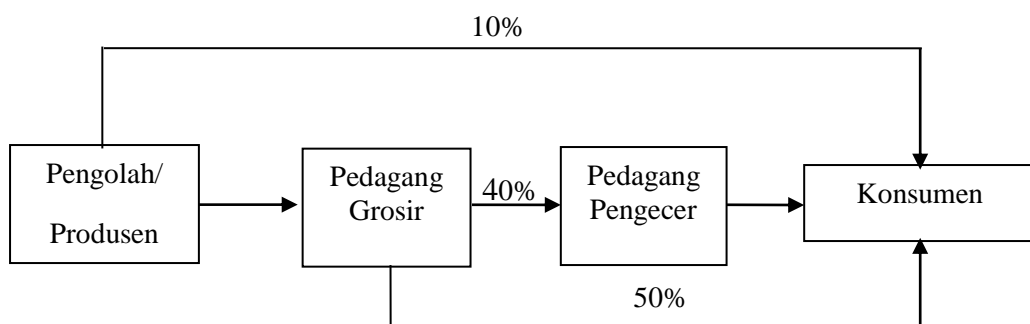 10%
Pengolah/
Produsen
Pedagang
Grosir
40%
Pedagang
Pengecer
Konsumen
50%